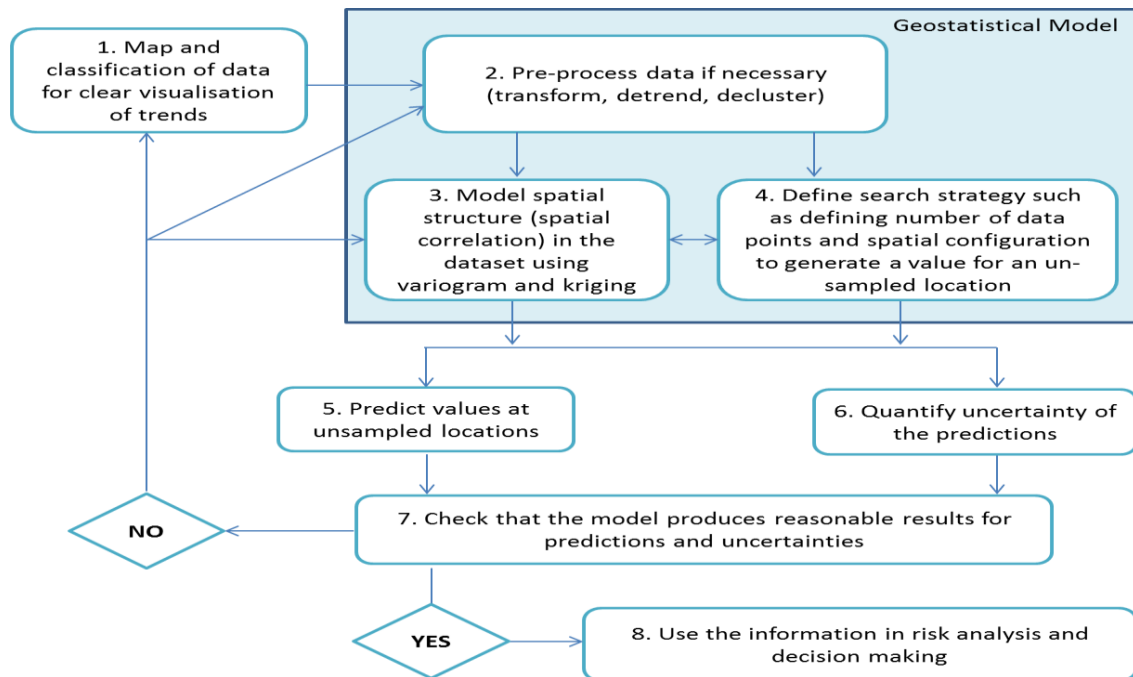 Geostatistical Model
1. Map and
classification of data
for clear visualisation
of trends
2. Pre-process data if necessary
(transform, detrend, decluster)
3. Model spatial
structure (spatial
correlation) in the
dataset using
variogram and kriging
4. Define search strategy such
as defining number of data
points and spatial configuration
to generate a value for an un-
sampled location
5. Predict values at
unsampled locations
6. Quantify uncertainty of
the predictions
7. Check that the model produces reasonable results for
predictions and uncertainties
NO
YES
8. Use the information in risk analysis and
decision making